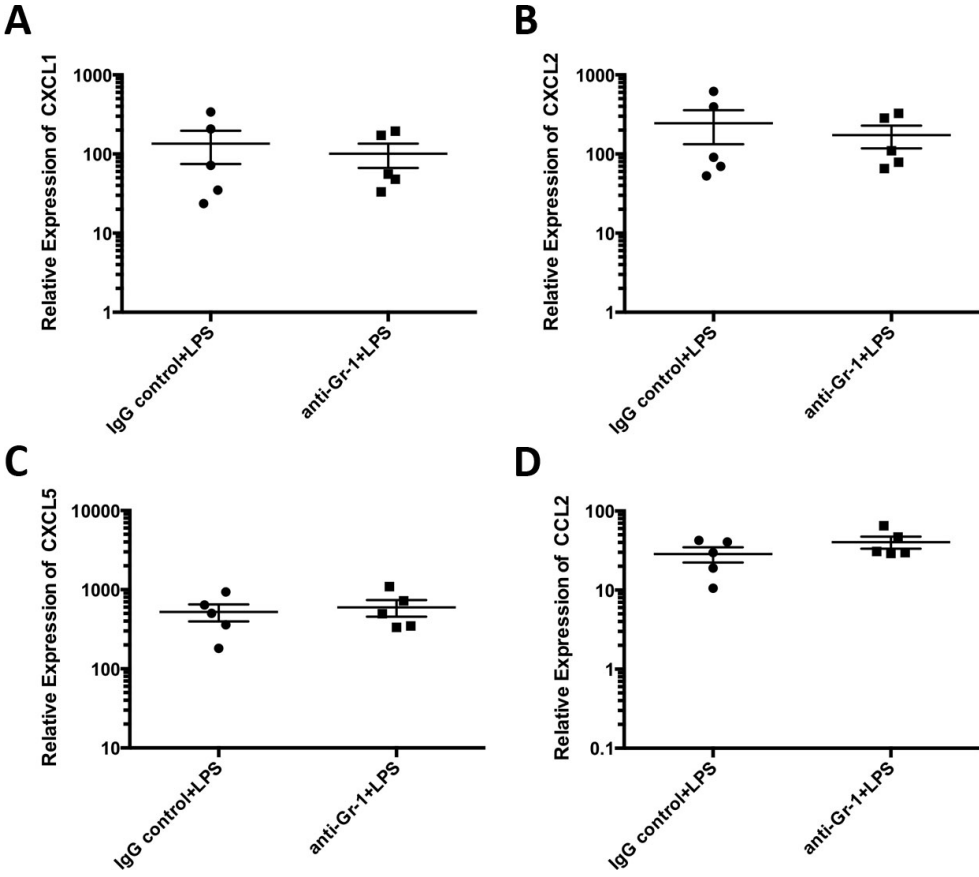 A
Relative Expression of CXCL1
1000
100
10
1
IgG control+LPS
anti-Gr-1+LPS
B
Relative Expression of CXCL2
1000
100
10
1
IgG control+LPS
anti-Gr-1+LPS
C
Relative Expression of CXCL5
10000
1000
100
10
IgG control+LPS
anti-Gr-1+LPS
D
Relative Expression of CCL2
100
10
1
0.1
IgG control+LPS
anti-Gr-1+LPS